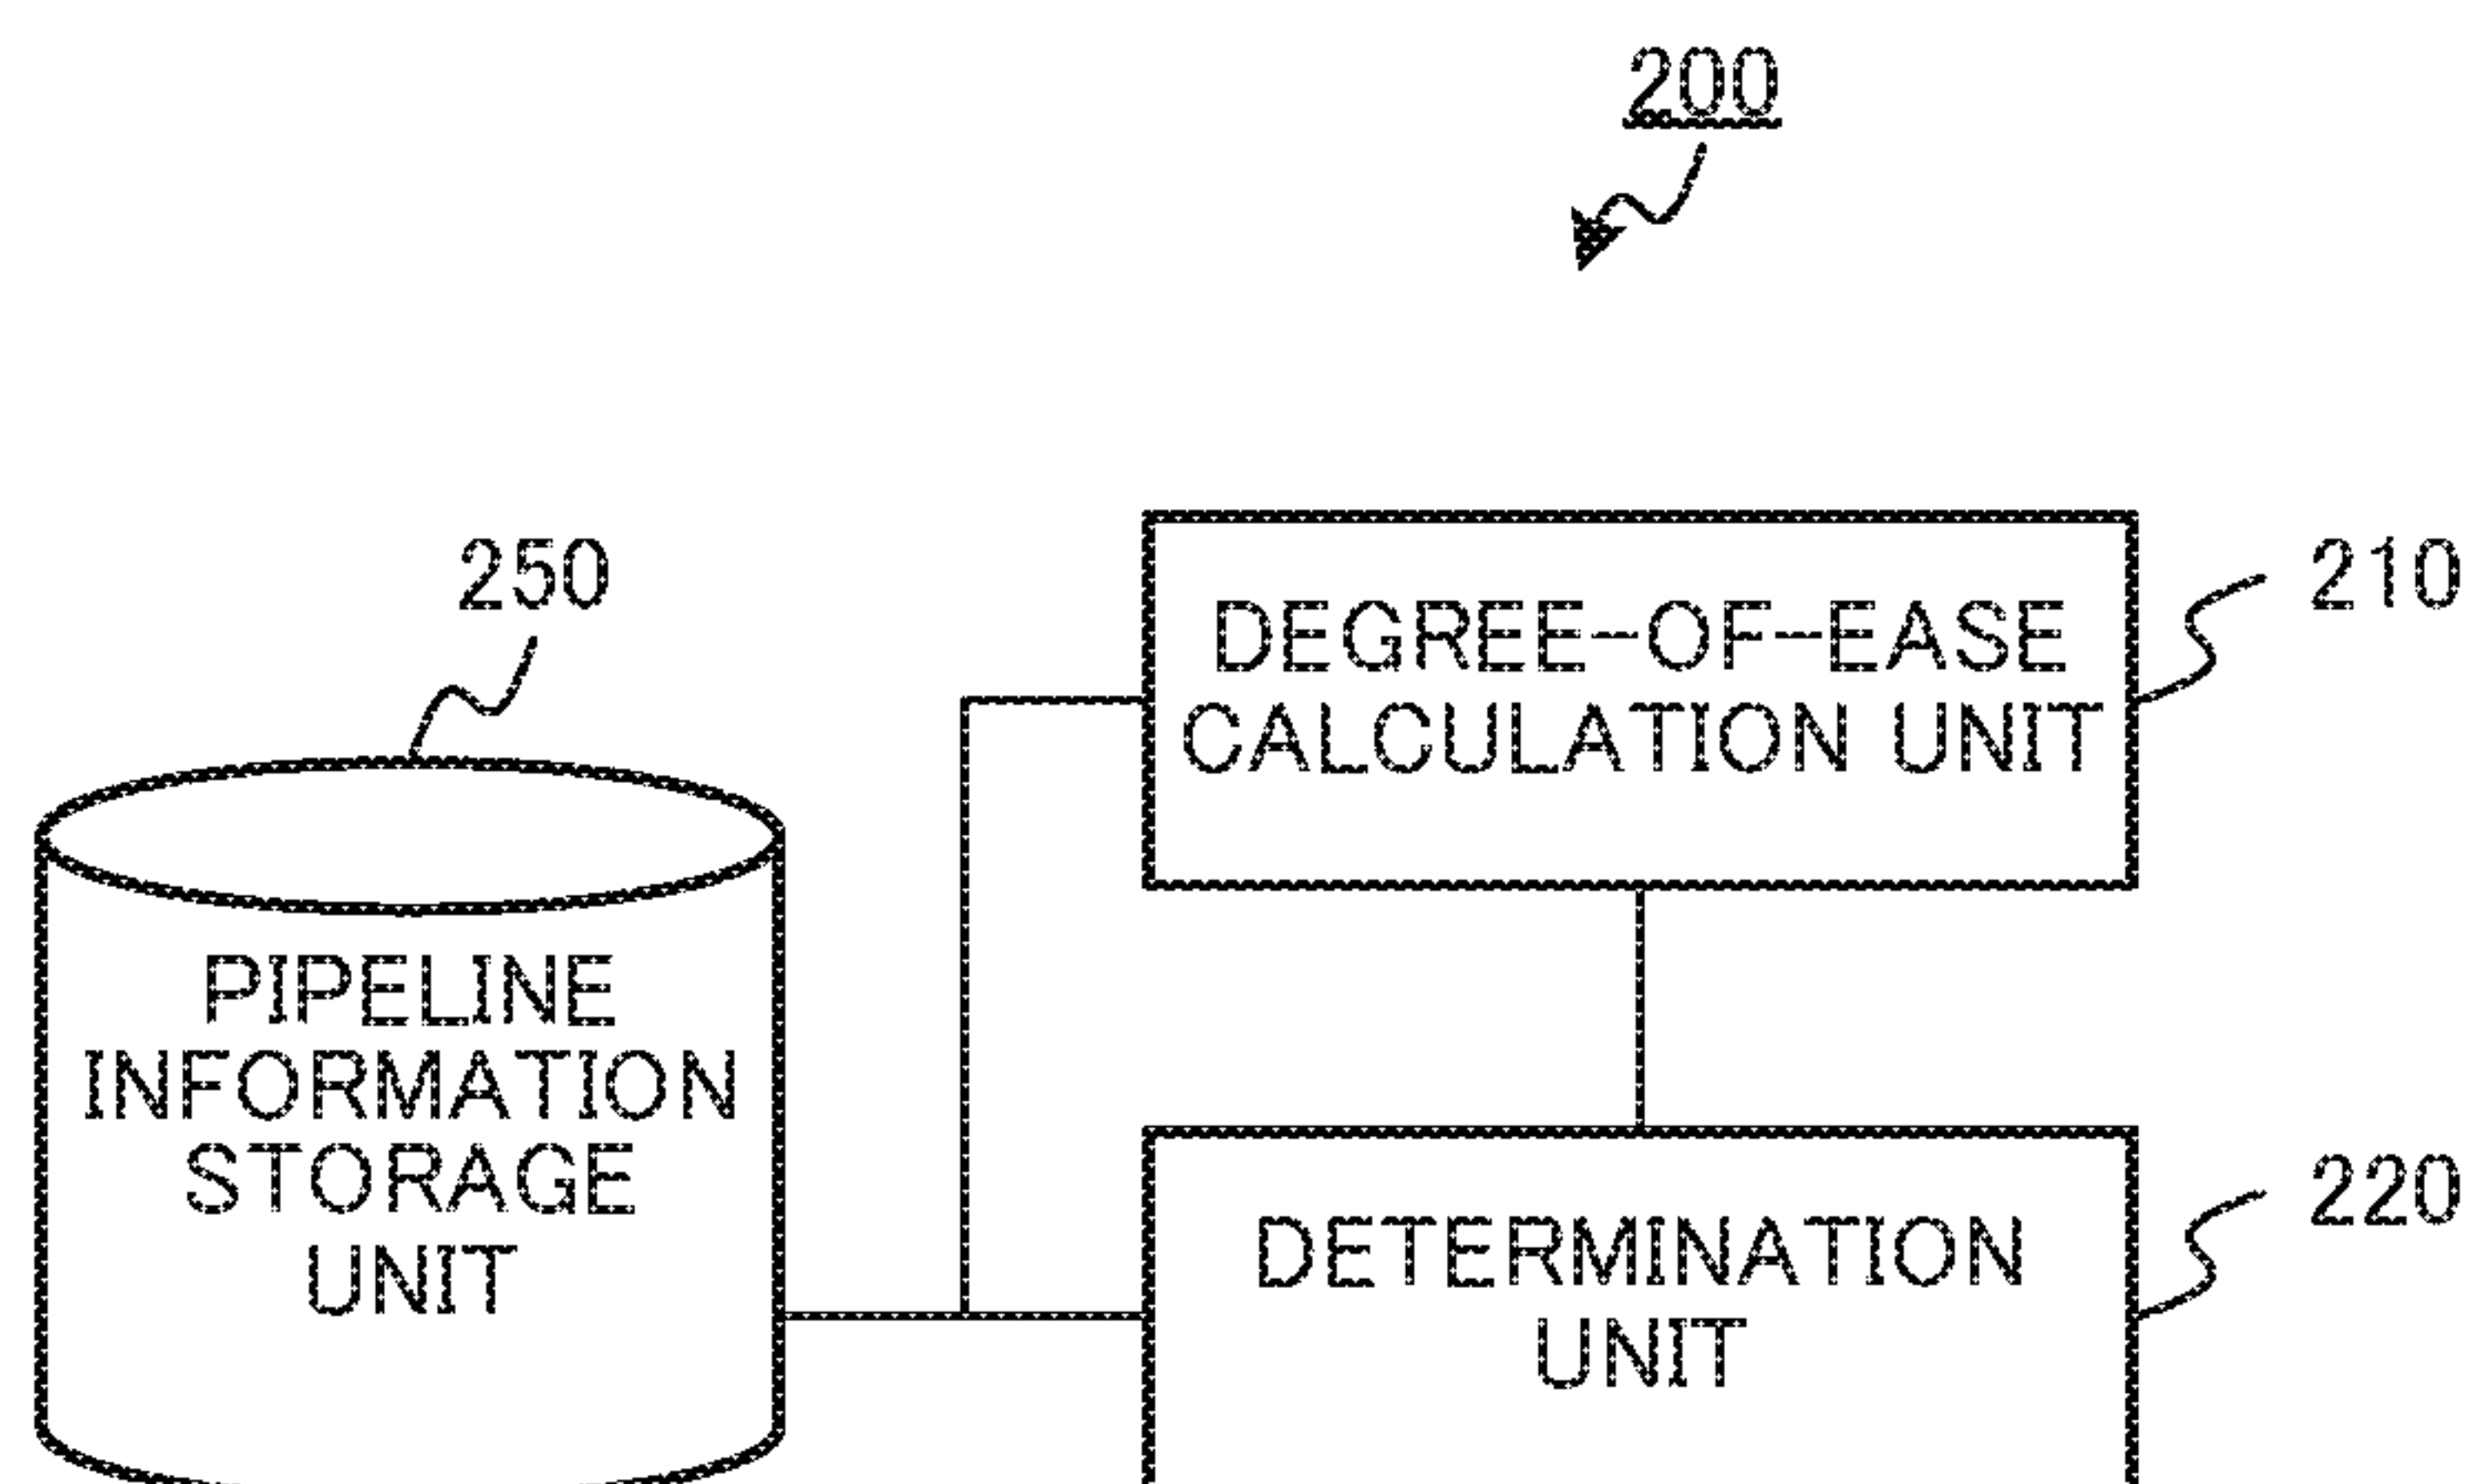 200
250
DEGREE-OF-EASE
CALCULATION UNIT
210
PIPELINE
INFORMATION
STORAGE
UNIT
DETERMINATION
UNIT
220